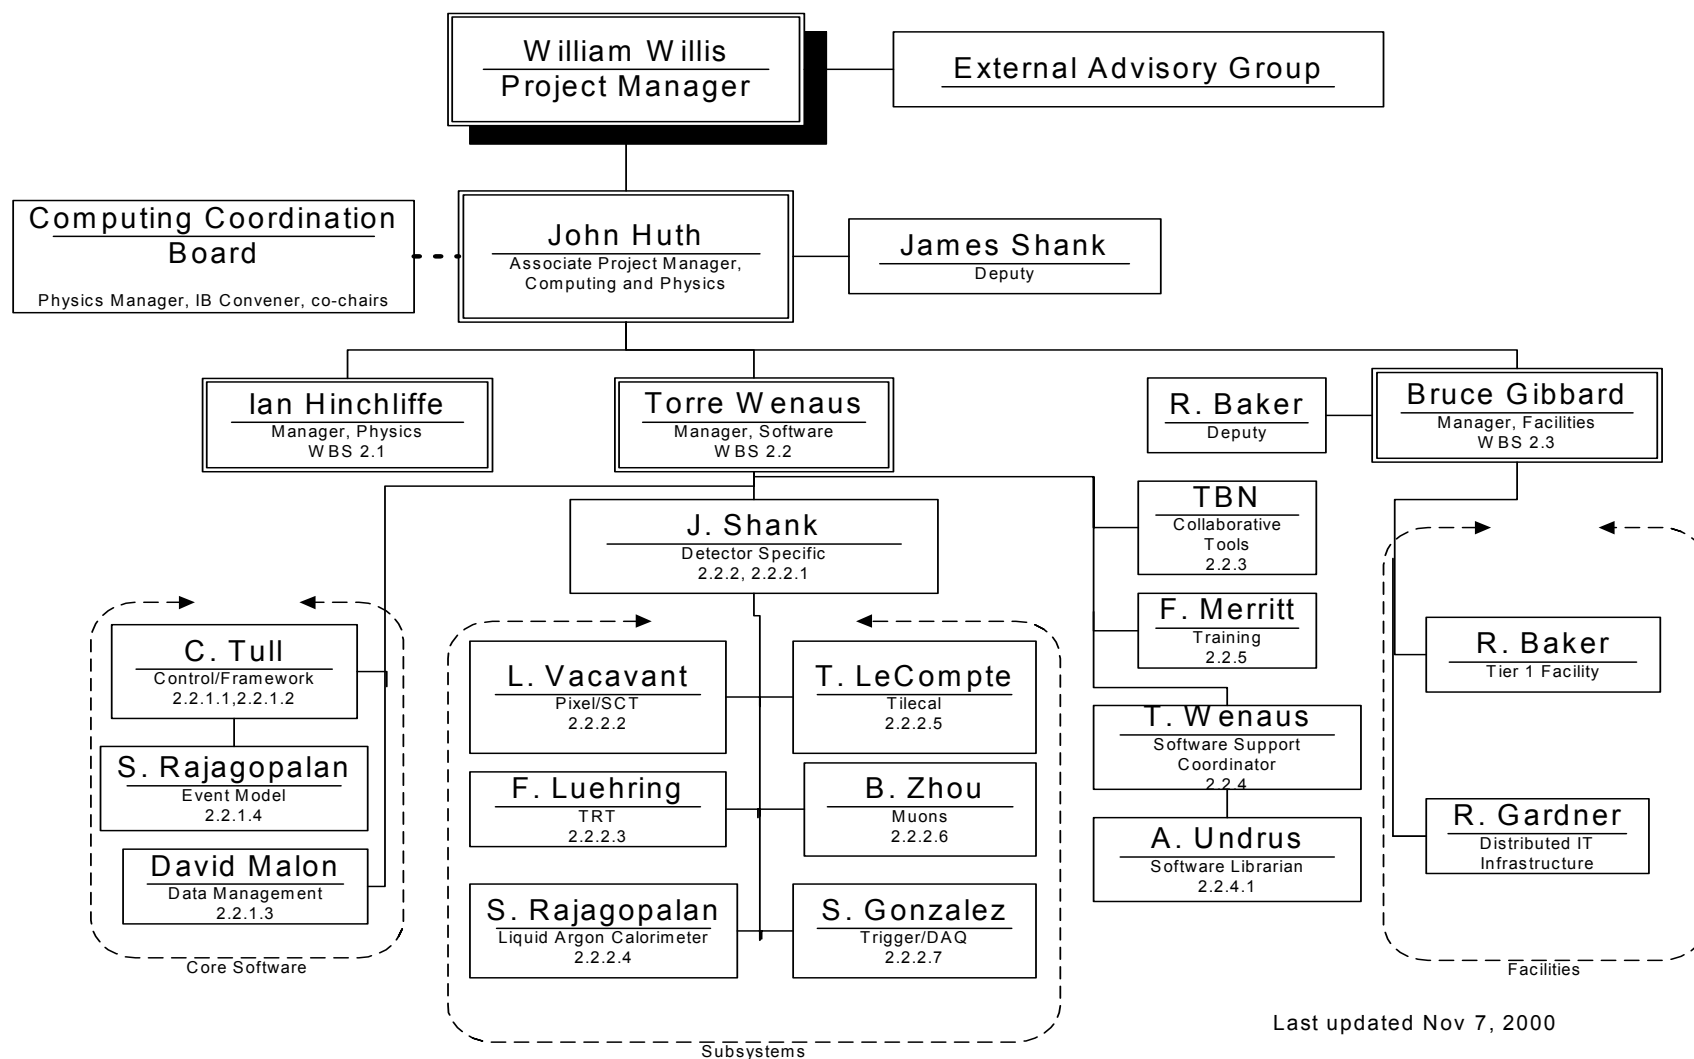 William Willis
Project Manager
External Advisory Group
Computing Coordination
Board
Physics Manager, IB Convener, co-chairs
John Huth
Associate Project Manager,
Computing and Physics
James Shank
Deputy
Ian Hinchliffe
Manager, Physics
WBS 2.1
Torre Wenaus
Manager, Software
WBS 2.2
R. Baker
Deputy
Bruce Gibbard
Manager, Facilities
WBS 2.3
J. Shank
Detector Specific
2.2.2, 2.2.2.1
TBN
Collaborative
Tools
2.2.3
F. Merritt
Training
2.2.5
C. Tull
Control/Framework
2.2.1.1,2.2.1.2
S. Rajagopalan
Event Model
2.2.1.4
David Malon
Data Management
2.2.1.3
Core Software
L. Vacavant
Pixel/SCT
2.2.2.2
T. LeCompte
Tilecal
2.2.2.5
F. Luehring
TRT
2.2.2.3
B. Zhou
Muons
2.2.2.6
S. Rajagopalan
Liquid Argon Calorimeter
2.2.2.4
S. Gonzalez
Trigger/DAQ
2.2.2.7
Subsystems
T. Wenaus
Software Support
Coordinator
2.2.4
A. Undrus
Software Librarian
2.2.4.1
R. Baker
Tier 1 Facility
R. Gardner
Distributed IT
Infrastructure
Facilities
Last updated Nov 7, 2000